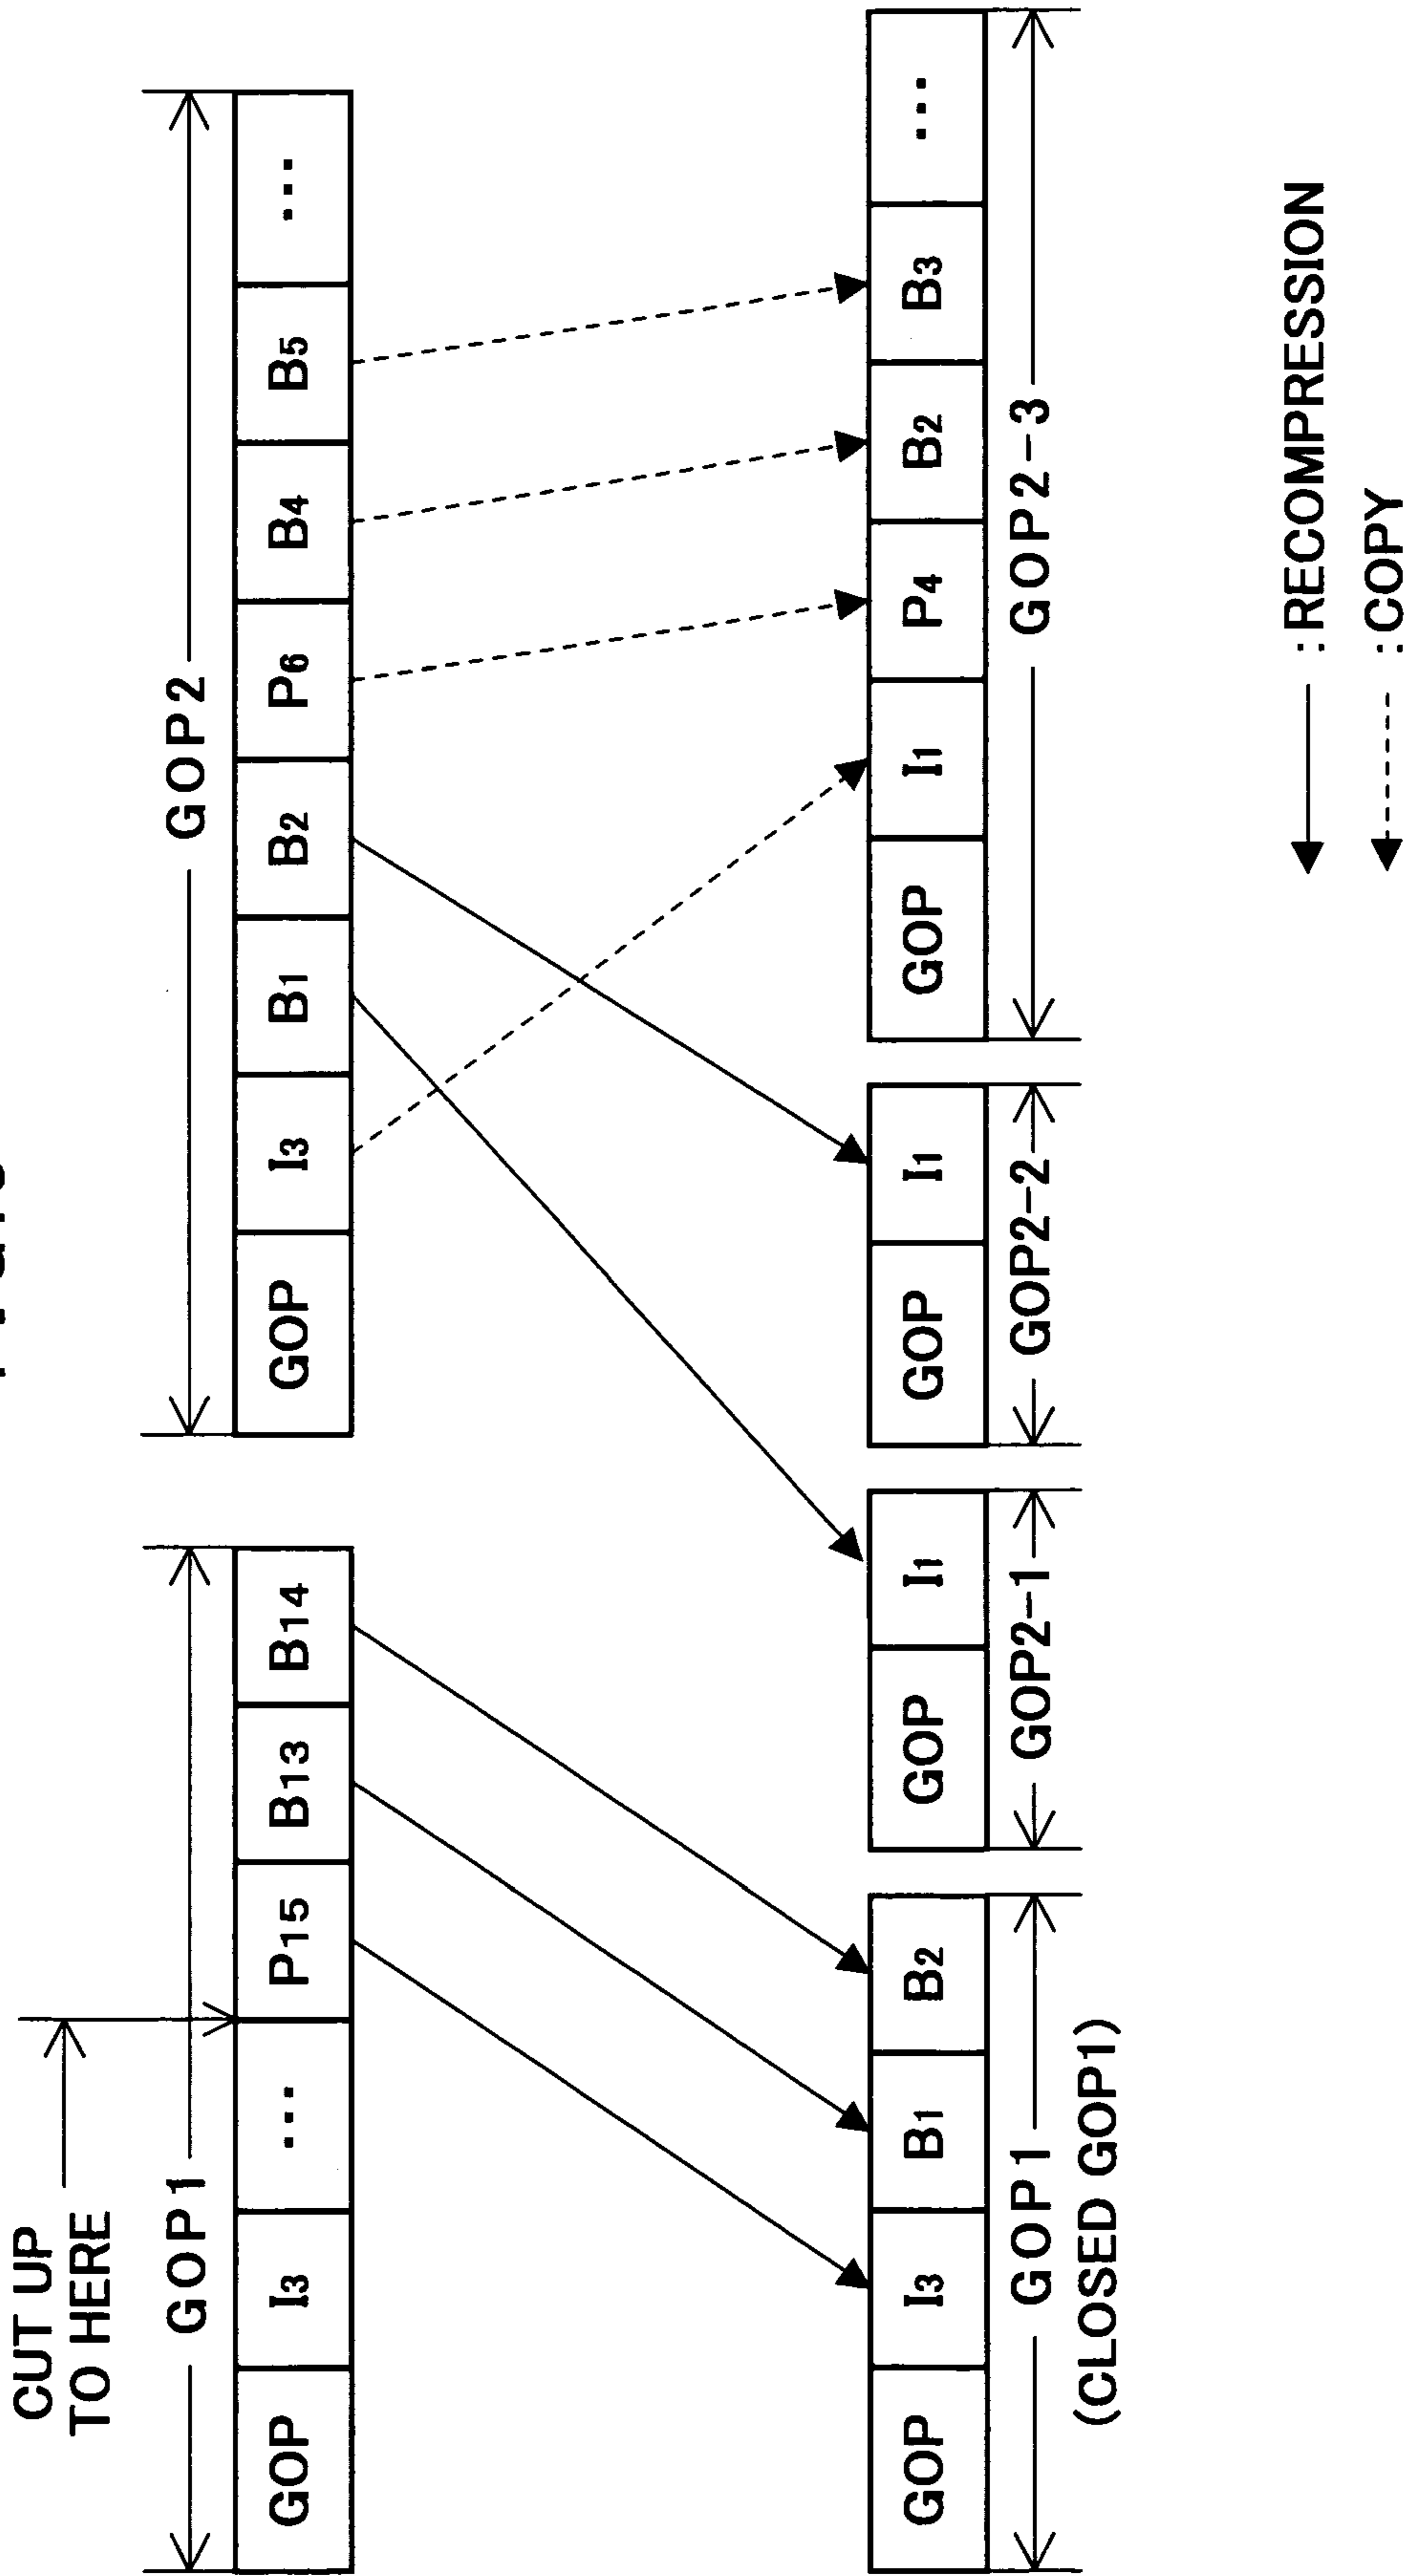 CUT UP
TO HERE
GOP1
GOP2
GOP I3 ... P15 B13 B14
GOP I3 B1 B2 P6 B4 B5 ...
GOP I3 B1 B2
GOP I1
GOP I1
GOP I1 P4 B2 B3 ...
GOP1
GOP2-1
GOP2-2
GOP2-3
(CLOSED GOP1)
:RECOMPRESSION
:COPY